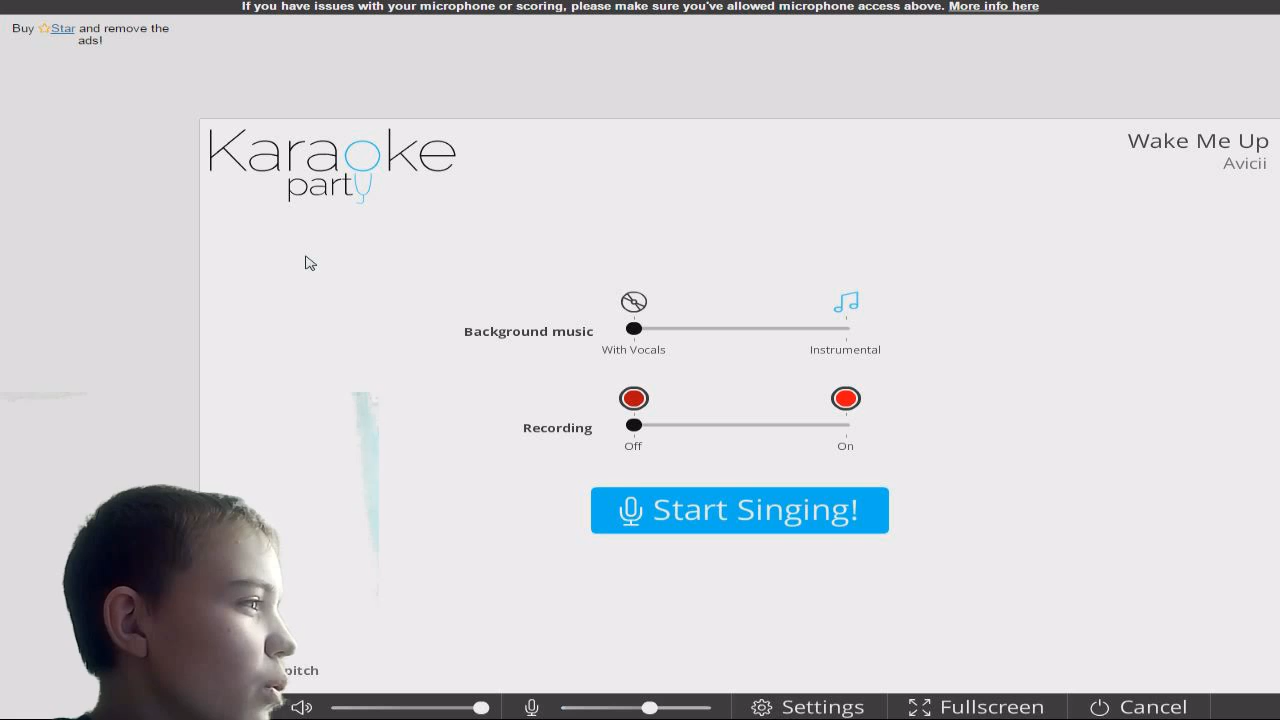 If you have issues with your microphone or scoring, please make sure you've allowed microphone access above. More info here
Buy Star and remove the
ads!
Karaoke
party
Wake Me Up
Avicii
Background music
With Vocals
Instrumental
Recording
Off
On
Start Singing!
pitch
Settings
Fullscreen
Cancel